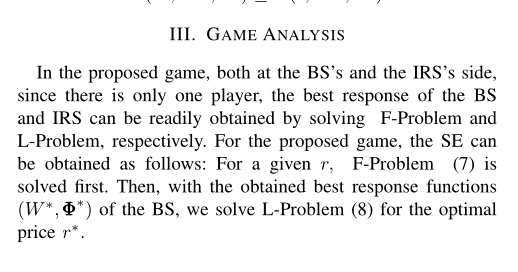 III. GAME ANALYSIS
In the proposed game, both at the BS's and the IRS's side,
since there is only one player, the best response of the BS
and IRS can be readily obtained by solving F-Problem and
L-Problem, respectively. For the proposed game, the SE can
be obtained as follows: For a given r, F-Problem (7) is
solved first. Then, with the obtained best response functions
(W*, Φ*) of the BS, we solve L-Problem (8) for the optimal
price r*.